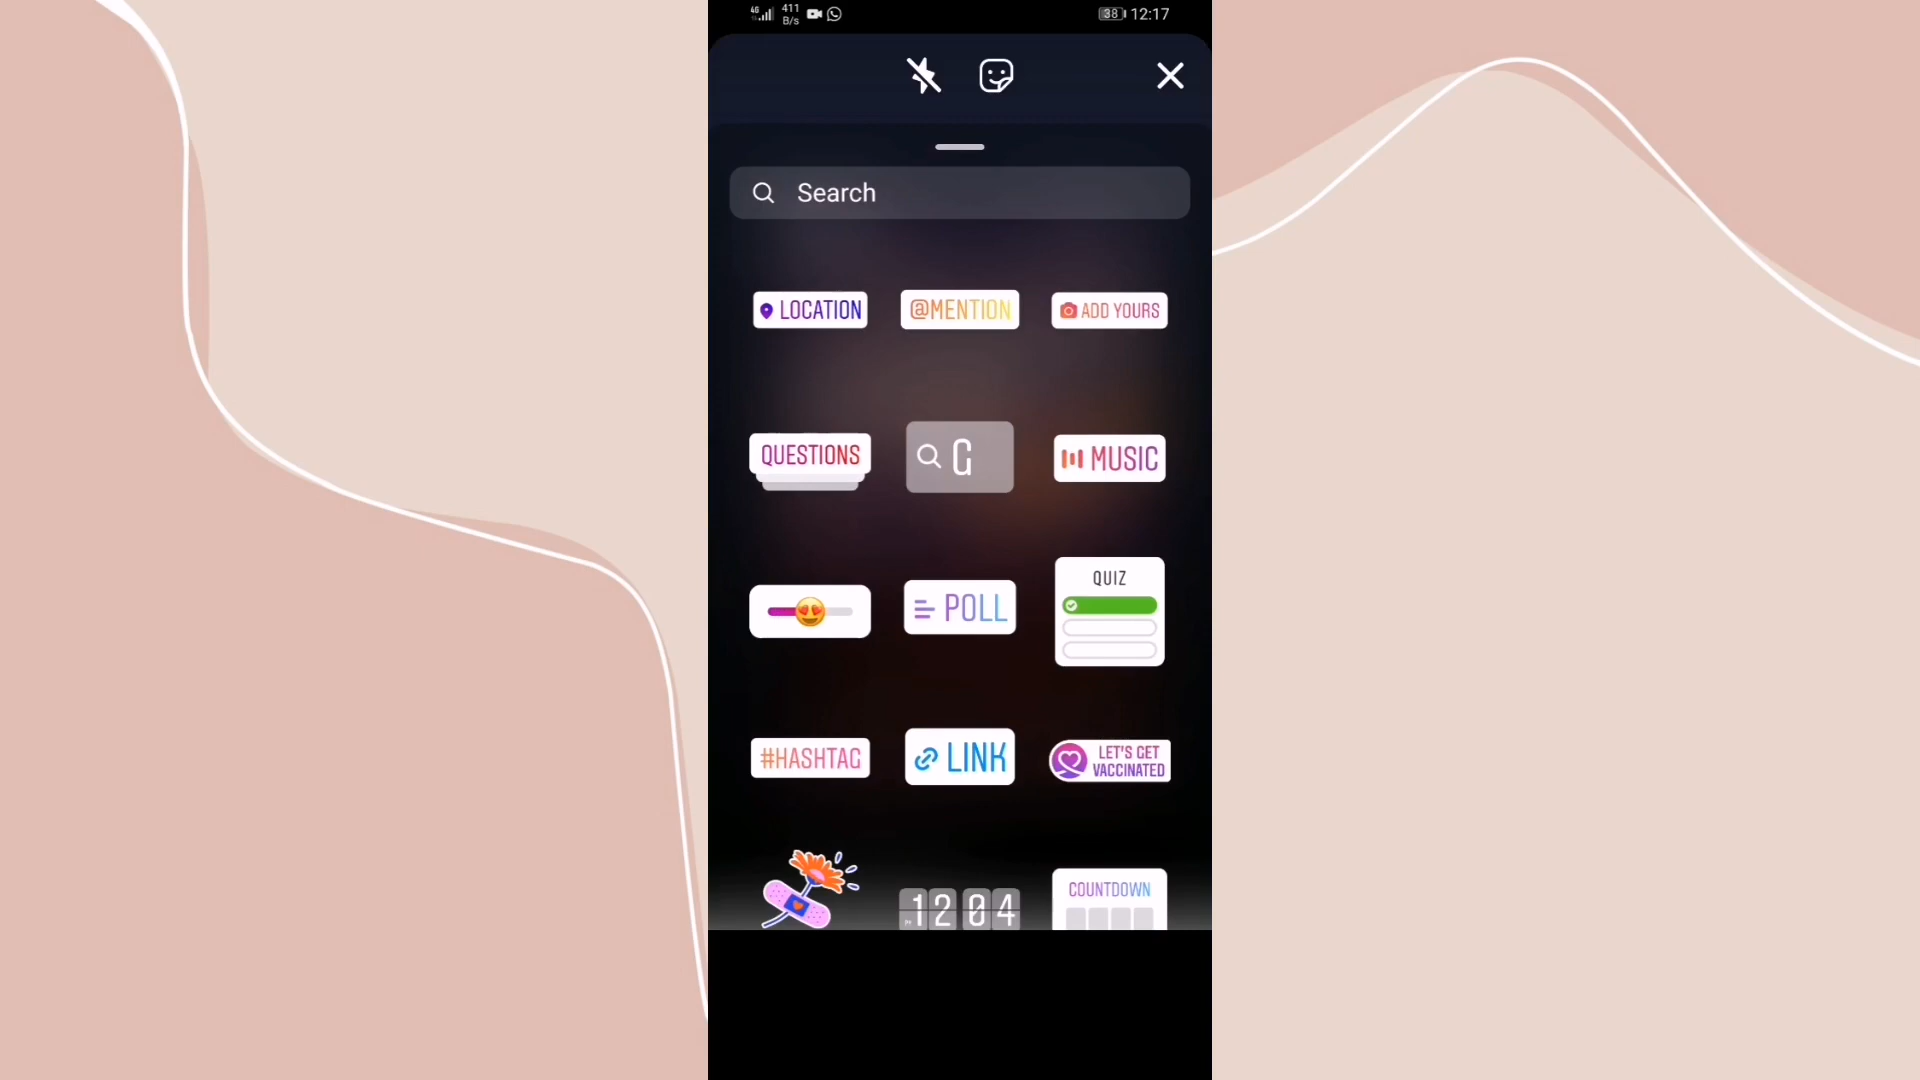 4G 411 B/s 38 12:17
Search
LOCATION @MENTION ADD YOURS
QUESTIONS G MUSIC
POLL QUIZ
#HASHTAG LINK LET'S GET
VACCINATED
12 04 COUNTDOWN